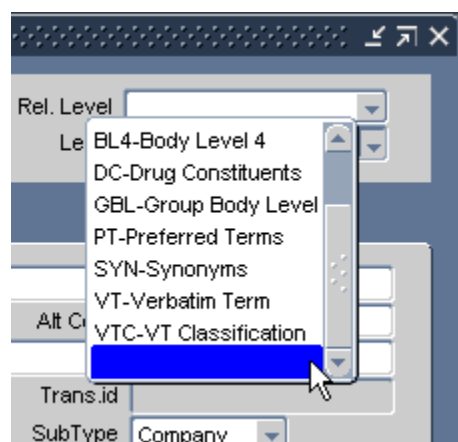 Rel. Level
Le
BL4-Body Level 4
DC-Drug Constituents
GBL-Group Body Level
PT-Preferred Terms
SYN-Synonyms
VT-Verbatim Term
Alt C
VTC-VT Classification
Trans.id
SubType Company